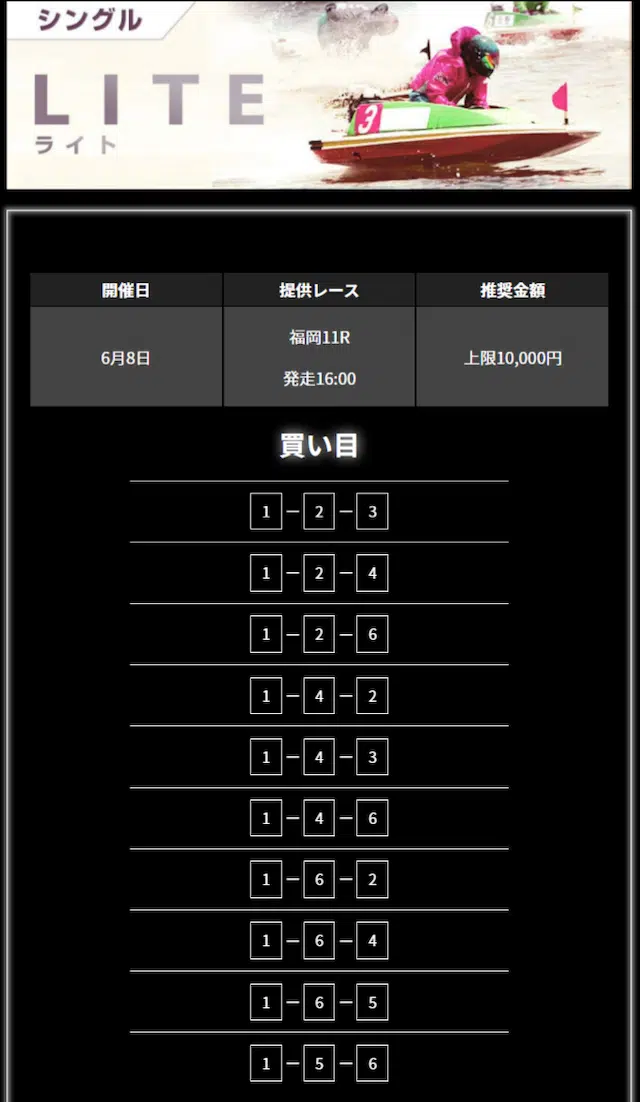 シングル
LITE
ライト
3
開催日 提供レース 推奨金額
6月8日 福岡11R 上限10,000円
発走16:00
買い目
1-2-3
1-2-4
1-2-6
1-4-2
1-4-3
1-4-6
1-6-2
1-6-4
1-6-5
1-5-6